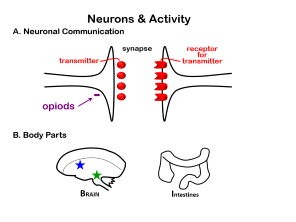 Neurons & Activity
A. Neuronal Communication
synapse
transmitter
receptor
for
transmitter
opiods
B. Body Parts
BRAIN
Intestines